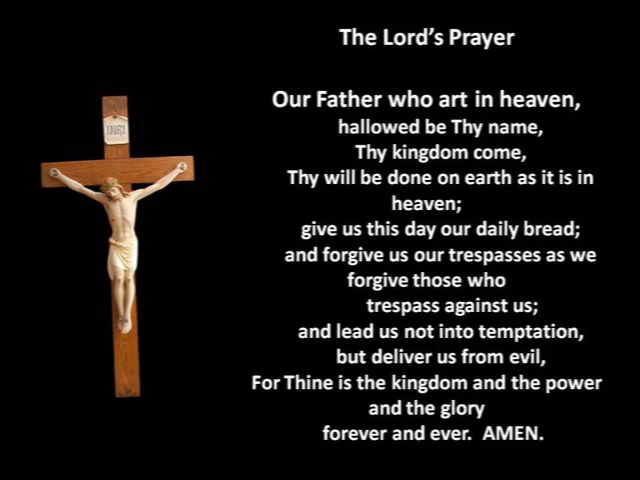 The Lord's Prayer
INRI
Our Father who art in heaven,
hallowed be Thy name,
Thy kingdom come,
Thy will be done on earth as it is in
heaven;
give us this day our daily bread;
and forgive us our trespasses as we
forgive those who
trespass against us;
and lead us not into temptation,
but deliver us from evil,
For Thine is the kingdom and the power
and the glory
forever and ever. AMEN.